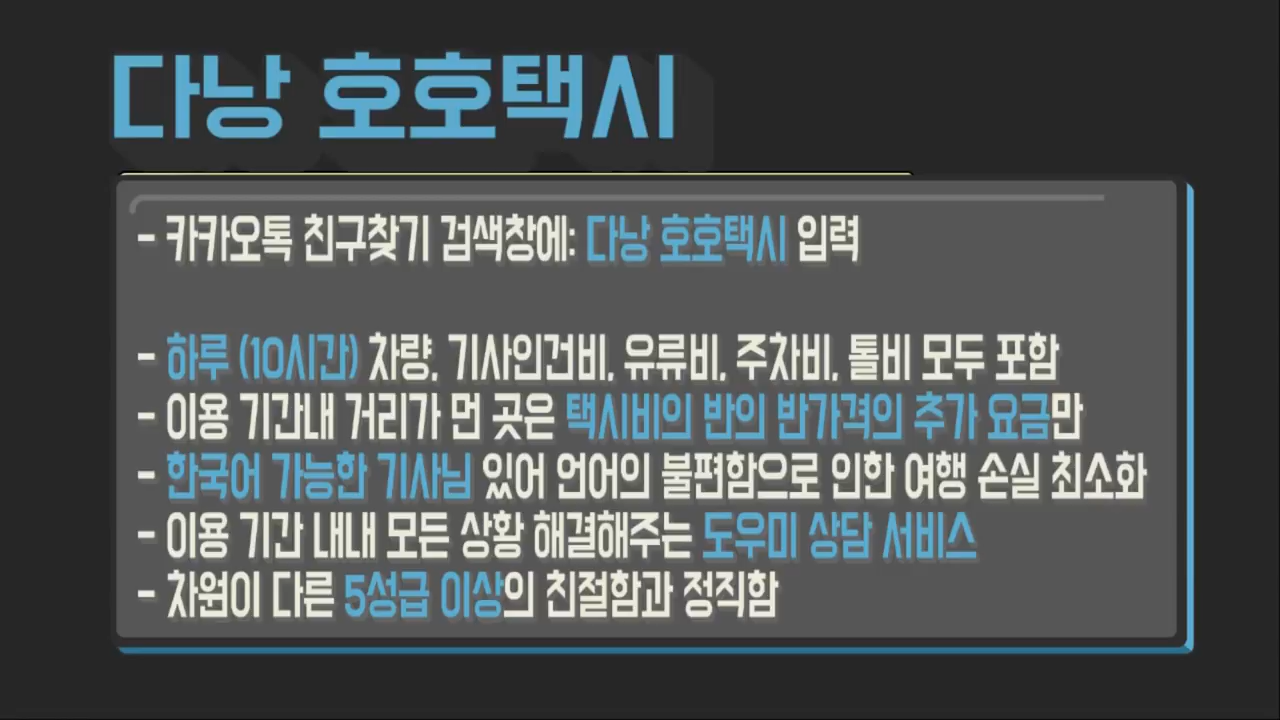 다낭 호호택시
- 카카오톡 친구찾기 검색창에: 다낭 호호택시 입력
- 하루 (10시간) 차량, 기사인건비, 유류비, 주차비, 톨비 모두 포함
- 이용 기간내 거리가 먼 곳은 택시비의 반의 반가격의 추가 요금만
- 한국어 가능한 기사님 있어 언어의 불편함으로 인한 여행 손실 최소화
- 이용 기간 내내 모든 상황 해결해주는 도우미 상담 서비스
- 차원이 다른 5성급 이상의 친절함과 정직함